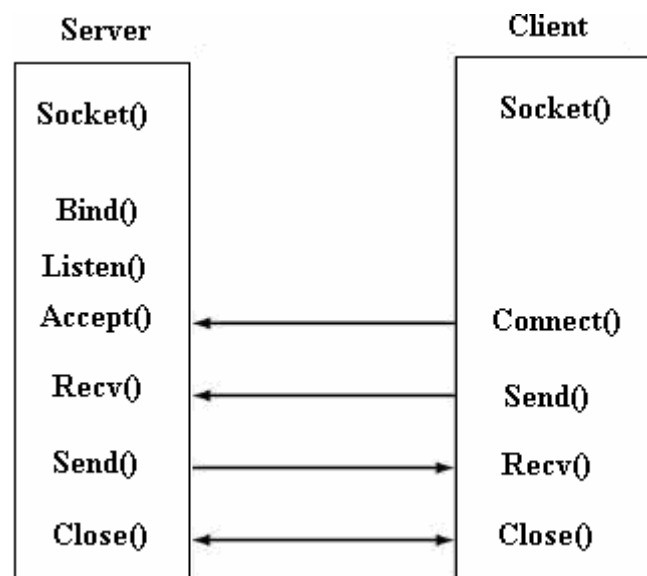 Server
Socket()
Bind()
Listen()
Accept()
Recv()
Send()
Close()
Client
Socket()
Connect()
Send()
Recv()
Close()